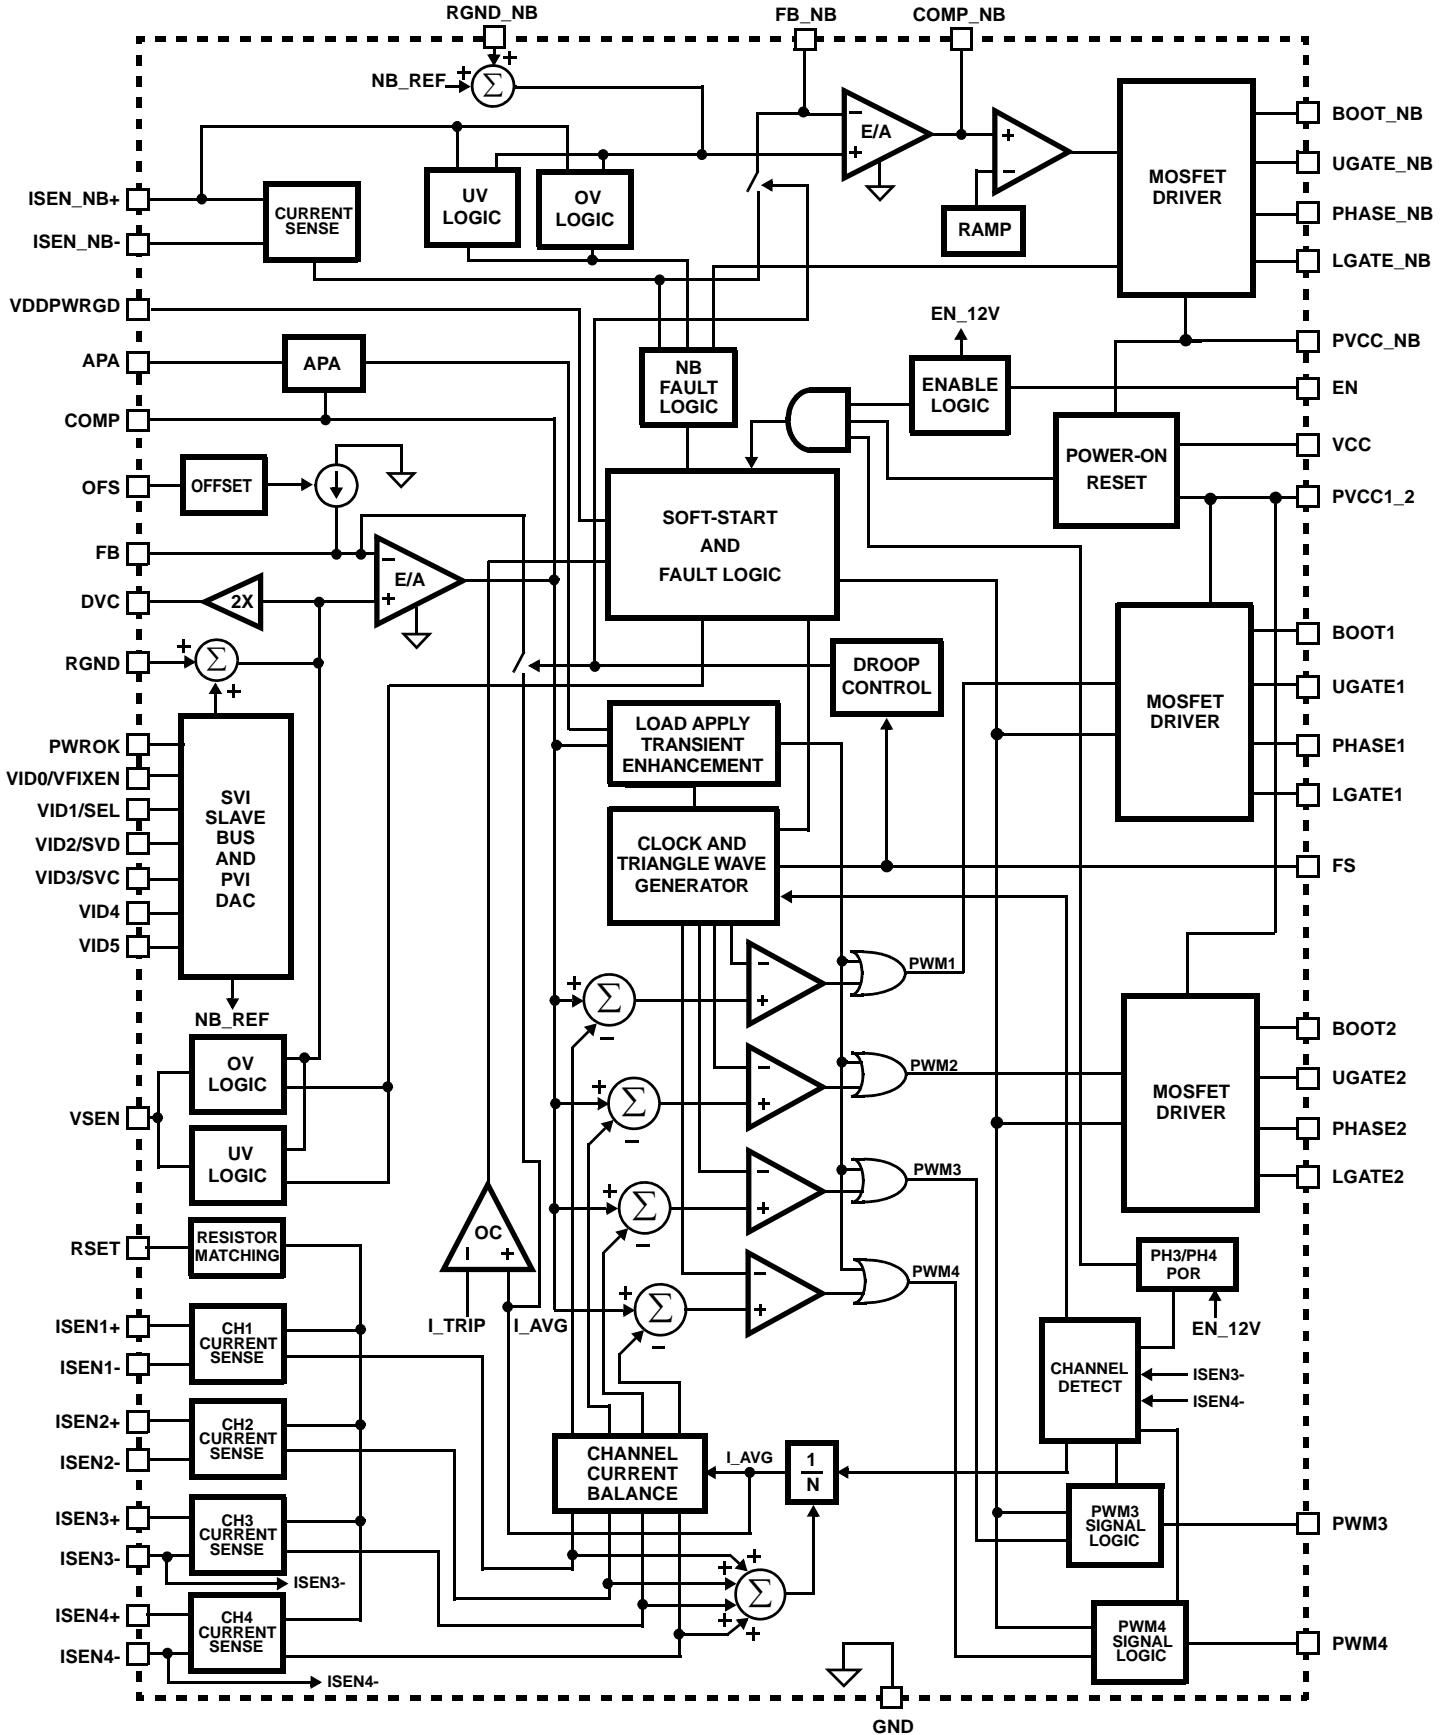 RGND_NB
FB_NB
COMP_NB
NB_REF
+
+
Σ
−
E/A
+
+
−
MOSFET
DRIVER
BOOT_NB
UGATE_NB
PHASE_NB
LGATE_NB
ISEN_NB+
ISEN_NB-
CURRENT
SENSE
UV
LOGIC
OV
LOGIC
RAMP
VDDPWRGD
EN_12V
PVCC_NB
APA
APA
NB
FAULT
LOGIC
ENABLE
LOGIC
EN
COMP
POWER-ON
RESET
VCC
OFS
OFFSET
PVCC1_2
SOFT-START
AND
FAULT LOGIC
FB
−
E/A
+
DVC
2X
RGND
+
Σ
+
BOOT1
UGATE1
PHASE1
LGATE1
MOSFET
DRIVER
DROOP
CONTROL
LOAD APPLY
TRANSIENT
ENHANCEMENT
PWROK
VID0/VFIXEN
VID1/SEL
VID2/SVD
VID3/SVC
VID4
VID5
SVI
SLAVE
BUS
AND
PVI
DAC
CLOCK AND
TRIANGLE WAVE
GENERATOR
FS
NB_REF
+
Σ
−
−
+
PWM1
OV
LOGIC
VSEN
UV
LOGIC
+
Σ
−
−
+
PWM2
MOSFET
DRIVER
BOOT2
UGATE2
PHASE2
LGATE2
+
Σ
−
−
+
PWM3
RSET
RESISTOR
MATCHING
OC
−
+
I_TRIP
I_AVG
+
Σ
−
−
+
PWM4
PH3/PH4
POR
EN_12V
ISEN1+
ISEN1-
CH1
CURRENT
SENSE
CHANNEL
DETECT
ISEN3-
ISEN4-
ISEN2+
ISEN2-
CH2
CURRENT
SENSE
CHANNEL
CURRENT
BALANCE
I_AVG
1
N
ISEN3+
ISEN3-
CH3
CURRENT
SENSE
ISEN3-
PWM3
SIGNAL
LOGIC
PWM3
+
+
Σ
+
+
ISEN4+
ISEN4-
CH4
CURRENT
SENSE
ISEN4-
PWM4
SIGNAL
LOGIC
PWM4
GND